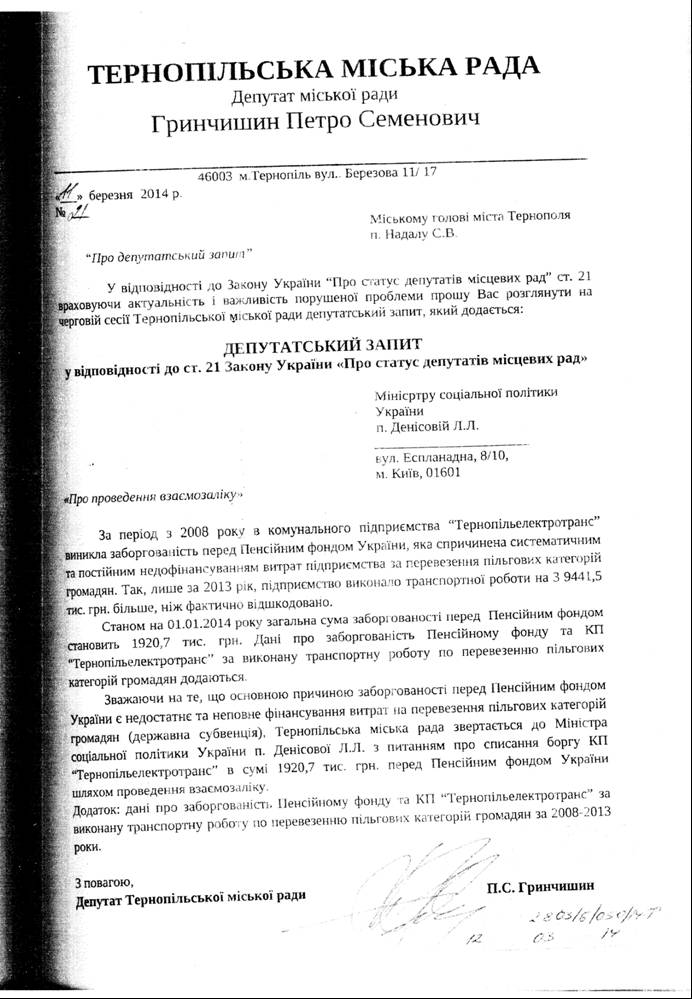 ТЕРНОПІЛЬСЬКА МІСЬКА РАДА
Депутат міської ради
Гринчишин Петро Семенович
46003 м.Тернопіль вул.. Березова 11/ 17
«11» березня 2014 р.
№ 21
Міському голові міста Тернополя
п. Надалу С.В.
“Про депутатський запит”
У відповідності до Закону України “Про статус депутатів місцевих рад” ст. 21
враховуючи актуальність і важливість порушеної проблеми прошу Вас розглянути на
черговій сесії Тернопільської міської ради депутатський запит, який додається:
ДЕПУТАТСЬКИЙ ЗАПИТ
у відповідності до ст. 21 Закону України «Про статус депутатів місцевих рад»
Міністру соціальної політики
України
п. Денісовій Л.Л.
вул. Еспланадна, 8/10,
м. Київ, 01601
«Про проведення взаємозаліку»
За період з 2008 року в комунального підприємства “Тернопільелектротранс”
виникла заборгованість перед Пенсійним фондом України, яка спричинена систематичним
та постійним недофінансуванням витрат підприємства за перевезення пільгових категорій
громадян. Так, лише за 2013 рік, підприємство виконало транспортної роботи на 3 9441,5
тис. грн. більше, ніж фактично відшкодовано.
Станом на 01.01.2014 року загальна сума заборгованості перед Пенсійним фондом
становить 1920,7 тис. грн. Дані про заборгованість Пенсійному фонду та КП
“Тернопільелектротранс” за виконану транспортну роботу по перевезенню пільгових
категорій громадян додаються.
Зважаючи на те, що основною причиною заборгованості перед Пенсійним фондом
України є недостатнє та неповне фінансування витрат на перевезення пільгових категорій
громадян (державна субвенція), Тернопільська міська рада звертається до Міністра
соціальної політики України п. Денісової Л.Л. з питанням про списання боргу КП
“Тернопільелектротранс” в сумі 1920,7 тис. грн. перед Пенсійним фондом України
шляхом проведення взаємозаліку.
Додаток: дані про заборгованість Пенсійному фонду та КП “Тернопільелектротранс” за
виконану транспортну роботу по перевезенню пільгових категорій громадян за 2008-2013
роки.
З повагою,
Депутат Тернопільської міської ради
П.С. Гринчишин
12 03 14